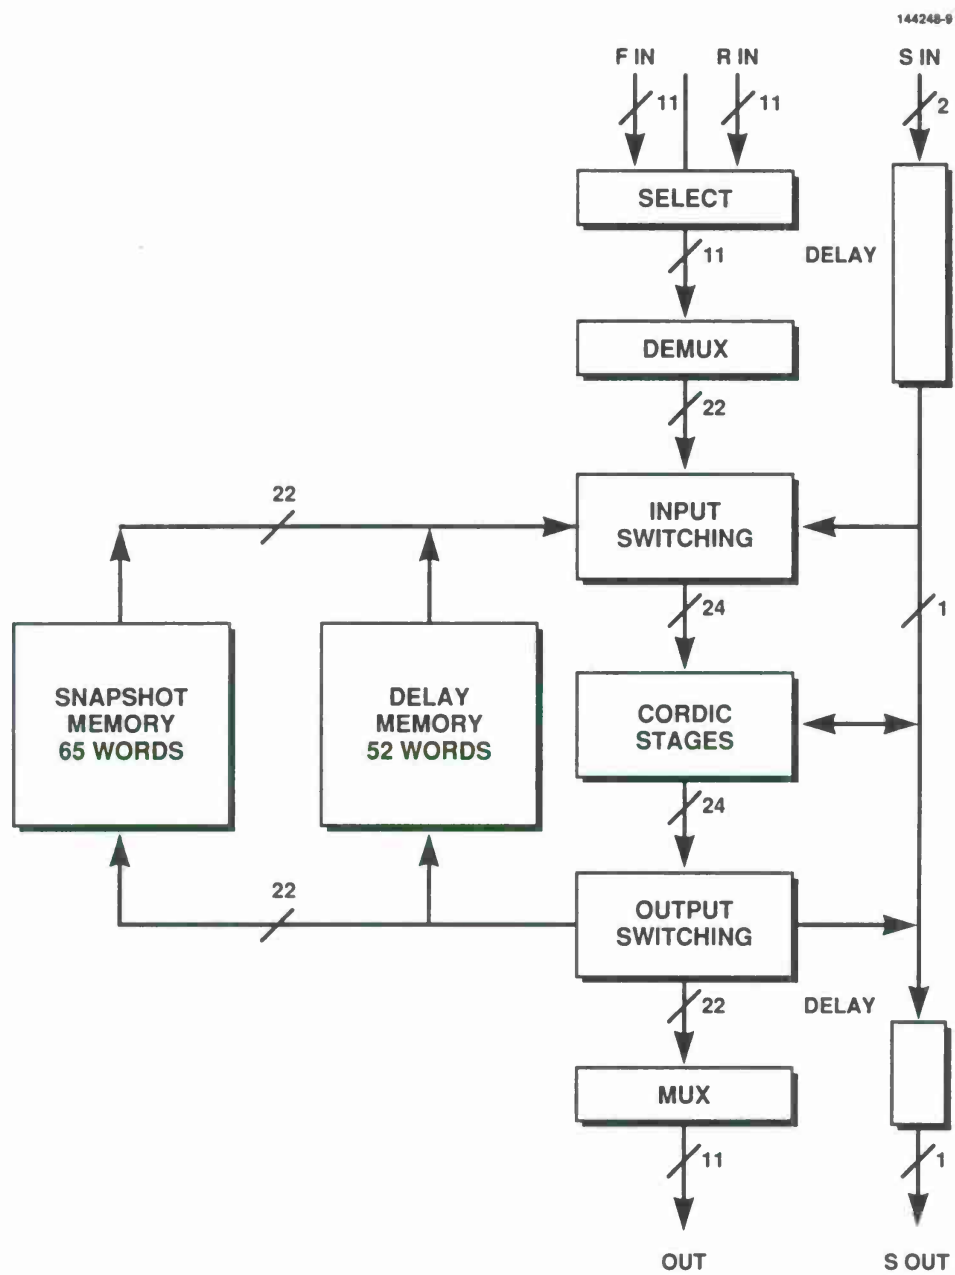 144248-9
F IN
R IN
S IN
11
11
2
SELECT
11
DELAY
DEMUX
22
22
INPUT
SWITCHING
24
1
SNAPSHOT
MEMORY
65 WORDS
DELAY
MEMORY
52 WORDS
CORDIC
STAGES
24
22
OUTPUT
SWITCHING
22
DELAY
MUX
11
1
OUT
S OUT